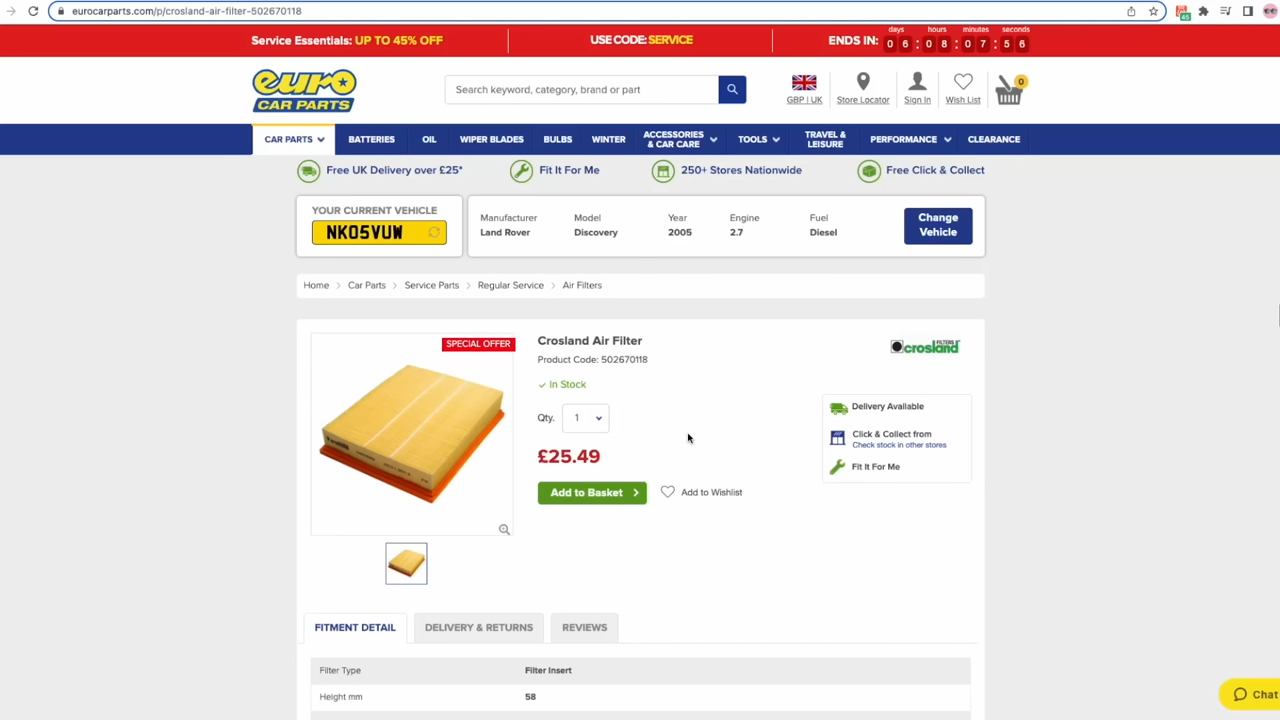 eurocarparts.com/p/crosland-air-filter-502670118
Service Essentials: UP TO 45% OFF
USE CODE: SERVICE
ENDS IN:
days hours minutes seconds
0 6 : 0 8 : 0 7 : 5 6
euro
CAR PARTS
Search keyword, category, brand or part
GBP | UK
Store Locator
Sign In
Wish List
0
CAR PARTS
BATTERIES
OIL
WIPER BLADES
BULBS
WINTER
ACCESSORIES
& CAR CARE
TOOLS
TRAVEL &
LEISURE
PERFORMANCE
CLEARANCE
Free UK Delivery over £25*
Fit It For Me
250+ Stores Nationwide
Free Click & Collect
YOUR CURRENT VEHICLE
NK05VUW
Manufacturer
Land Rover
Model
Discovery
Year
2005
Engine
2.7
Fuel
Diesel
Change
Vehicle
Home
Car Parts
Service Parts
Regular Service
Air Filters
SPECIAL OFFER
Crosland Air Filter
Product Code: 502670118
In Stock
Qty.
1
£25.49
Add to Basket
Add to Wishlist
crosland
FILTERS
Delivery Available
Click & Collect from
Check stock in other stores
Fit It For Me
FITMENT DETAIL
DELIVERY & RETURNS
REVIEWS
Filter Type
Filter Insert
Height mm
58
Chat